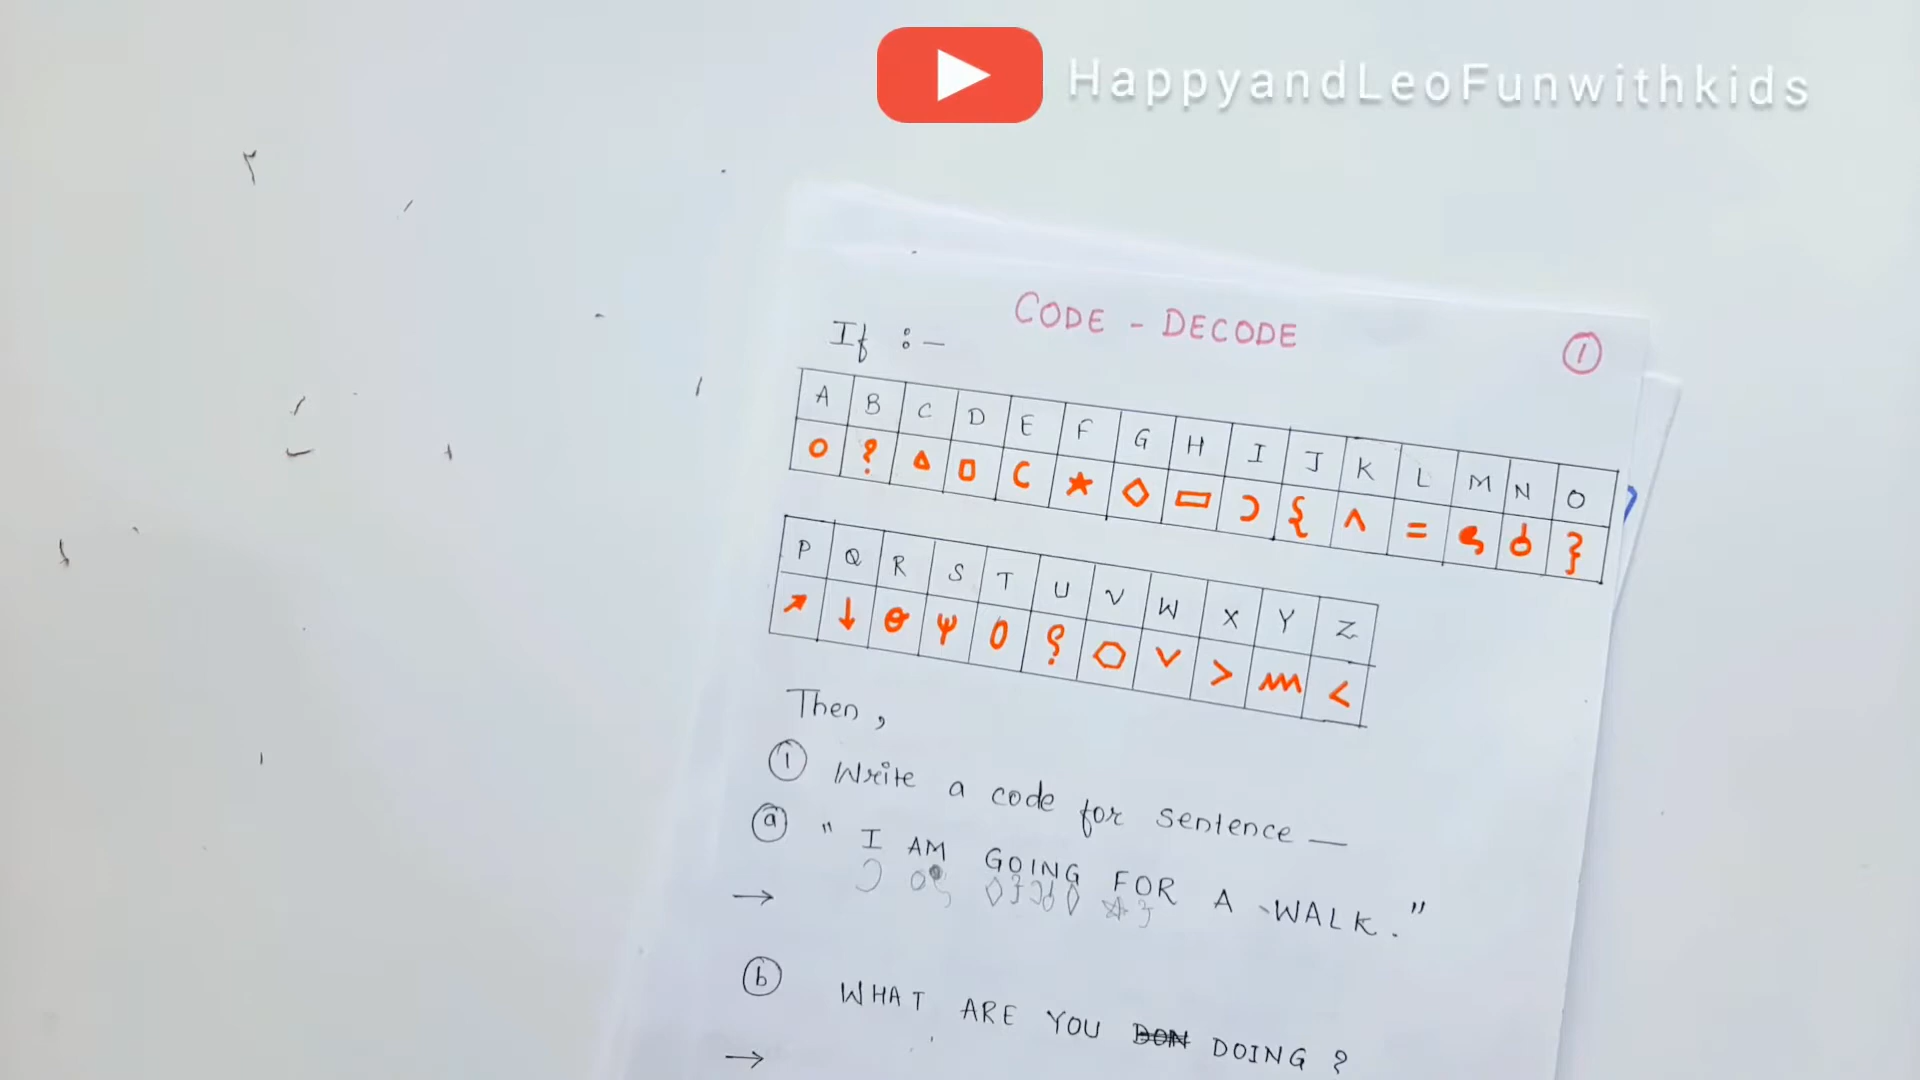 HappyandLeoFunwithkids
CODE - DECODE
1
If :-
A B C D E F G H I J K L M N O
P Q R S T U V W X Y Z
Then,
1 Write a code for sentence —
a "I AM GOING FOR A WALK."
b WHAT ARE YOU DOING ?